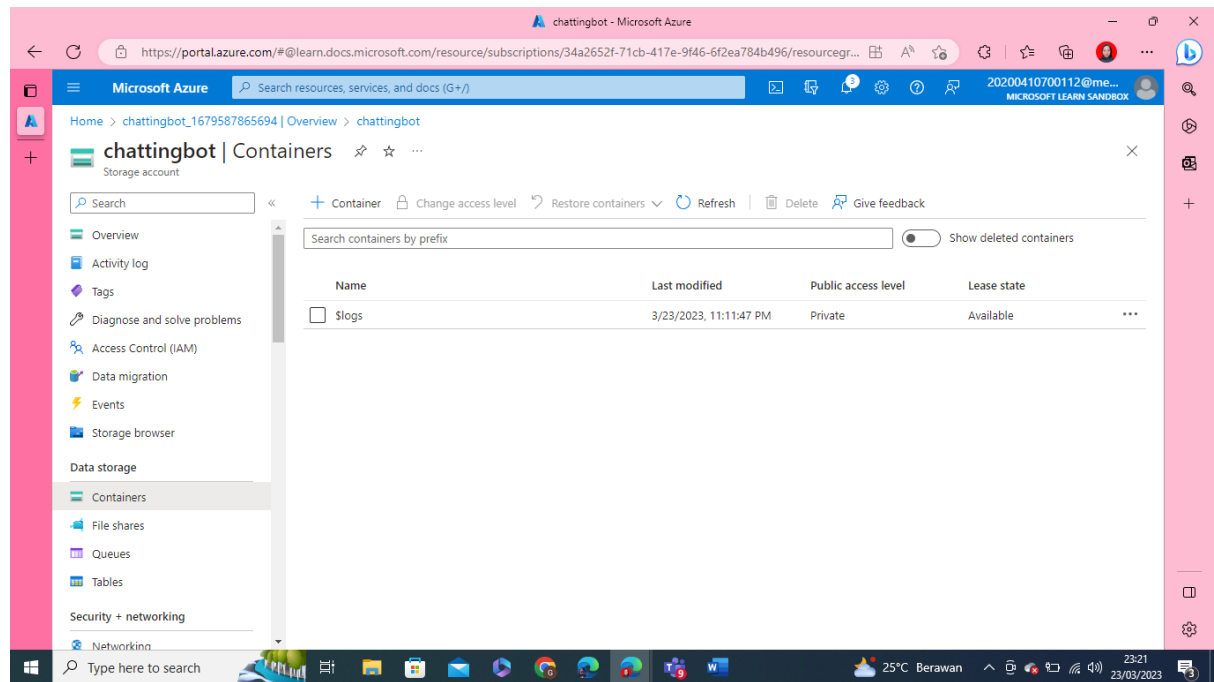 chattingbot - Microsoft Azure
https://portal.azure.com/#@learn.docs.microsoft.com/resource/subscriptions/34a2652f-71cb-417e-9f46-6f2ea784b496/resourcegr...
Microsoft Azure
Search resources, services, and docs (G+/)
3
20200410700112@me...
MICROSOFT LEARN SANDBOX
Home > chattingbot_1679587865694 | Overview > chattingbot
chattingbot | Containers
Storage account
Search
Container Change access level Restore containers Refresh Delete Give feedback
Search containers by prefix
Show deleted containers
Name Last modified Public access level Lease state
$logs 3/23/2023, 11:11:47 PM Private Available
Overview
Activity log
Tags
Diagnose and solve problems
Access Control (IAM)
Data migration
Events
Storage browser
Data storage
Containers
File shares
Queues
Tables
Security + networking
Networking
Type here to search
9
25°C Berawan
23:21
23/03/2023
3